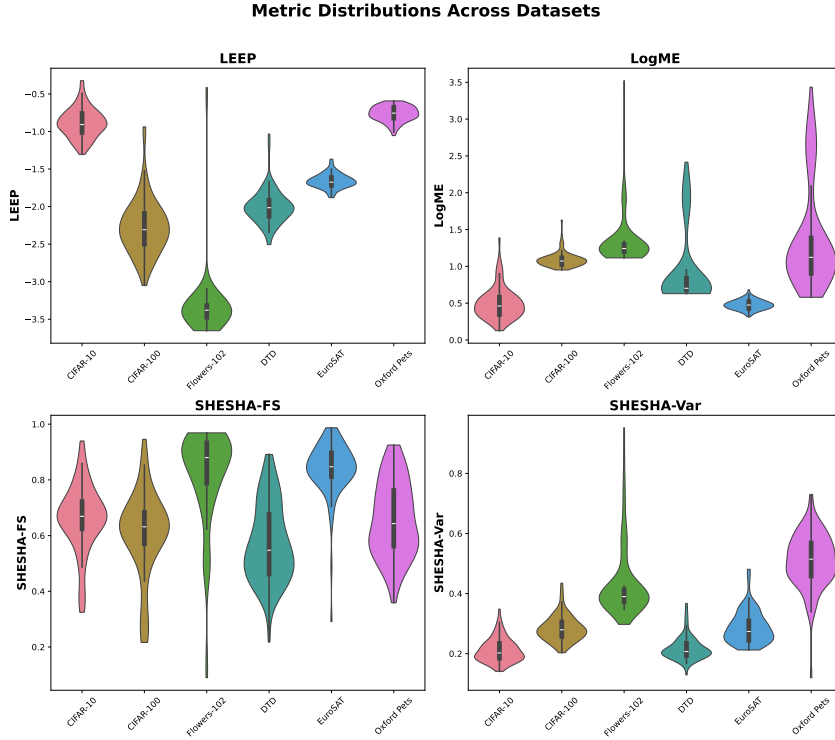 Metric Distributions Across Datasets
LEEP
LEEP
−0.5
−1.0
−1.5
−2.0
−2.5
−3.0
−3.5
CIFAR-10
CIFAR-100
Flowers-102
DTD
EuroSAT
Oxford Pets
LogME
LogME
3.5
3.0
2.5
2.0
1.5
1.0
0.5
0.0
CIFAR-10
CIFAR-100
Flowers-102
DTD
EuroSAT
Oxford Pets
SHESHA-FS
SHESHA-FS
1.0
0.8
0.6
0.4
0.2
CIFAR-10
CIFAR-100
Flowers-102
DTD
EuroSAT
Oxford Pets
SHESHA-Var
SHESHA-Var
0.8
0.6
0.4
0.2
CIFAR-10
CIFAR-100
Flowers-102
DTD
EuroSAT
Oxford Pets